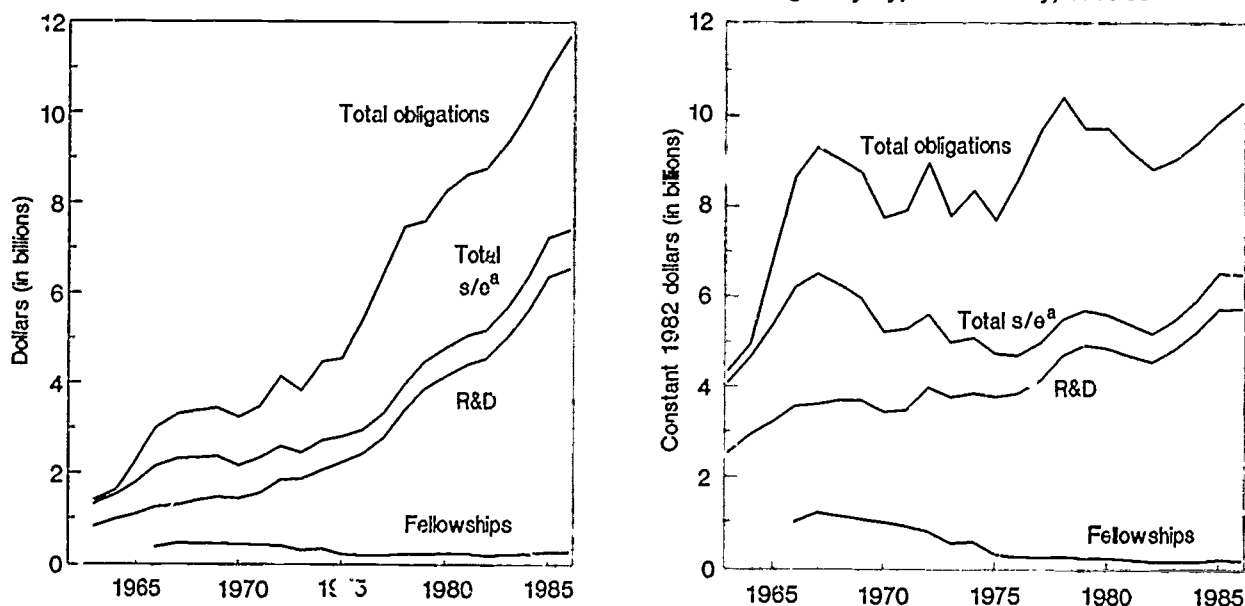 12
10
8
6
4
2
0
Dollars (in billions)
Total obligations
Total
s/e^a
R&D
Fellowships
1965
1970
1980
1985
12
10
8
6
4
2
0
Constant 1982 dollars (in billions)
Total obligations
Total s/e^a
R&D
Fellowships
1965
1970
1975
1980
1985